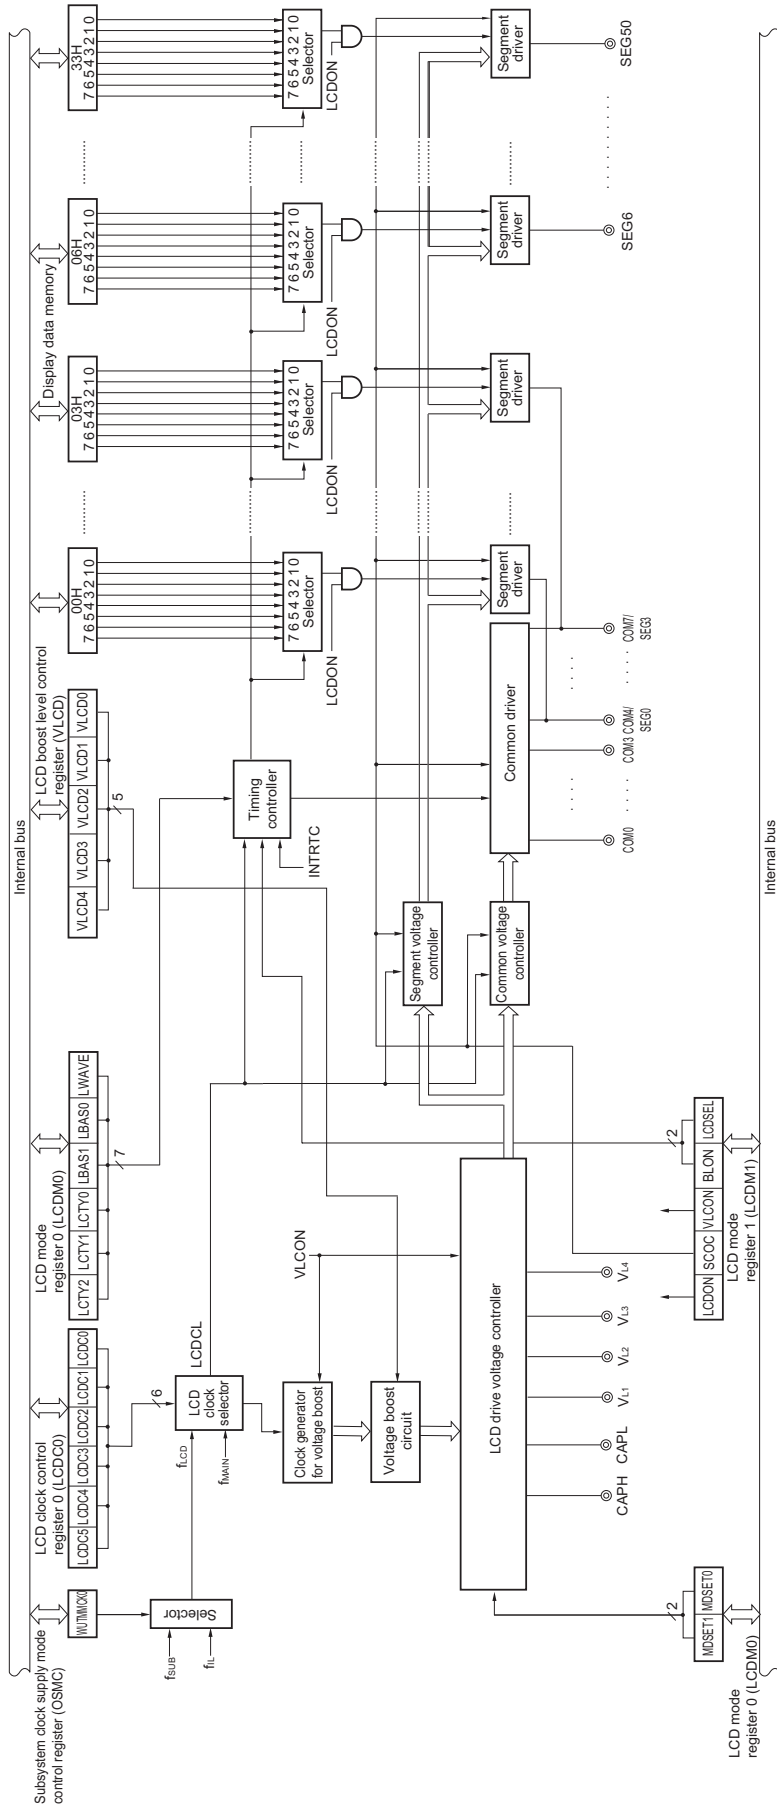 Internal bus
Subsystem clock supply mode
control register (OSMC)
LCD clock control
register 0 (LCDC0)
LCD mode
register 0 (LCDM0)
LCD boost level control
register (VLCD)
Display data memory
WUTMMCK0
LCDC5 LCDC4 LCDC3 LCDC2 LCDC1 LCDC0
LCTY2 LCTY1 LCTY0 LBAS1 LBAS0 LWAVE
VLCD4 VLCD3 VLCD2 VLCD1 VLCD0
00H
7 6 5 4 3 2 1 0
03H
7 6 5 4 3 2 1 0
06H
7 6 5 4 3 2 1 0
33H
7 6 5 4 3 2 1 0
6
7
5
fSUB
fIL
Selector
fLCD
fMAIN
LCD
clock
selector
LCDCL
Timing
controller
INTRTC
7 6 5 4 3 2 1 0
Selector
LCDON
7 6 5 4 3 2 1 0
Selector
LCDON
7 6 5 4 3 2 1 0
Selector
LCDON
7 6 5 4 3 2 1 0
Selector
LCDON
Clock generator
for voltage boost
VLCON
Voltage boost
circuit
LCD drive voltage controller
Segment voltage
controller
Common voltage
controller
Common driver
Segment
driver
Segment
driver
Segment
driver
Segment
driver
CAPH
CAPL
VL1
VL2
VL3
VL4
COM0
COM3
COM4/
SEG0
COM7/
SEG3
SEG6
SEG50
2
MDSET1 MDSET0
LCD mode
register 0 (LCDM0)
2
LCDON SCOC VLCON BLON LCDSEL
LCD mode
register 1 (LCDM1)
Internal bus